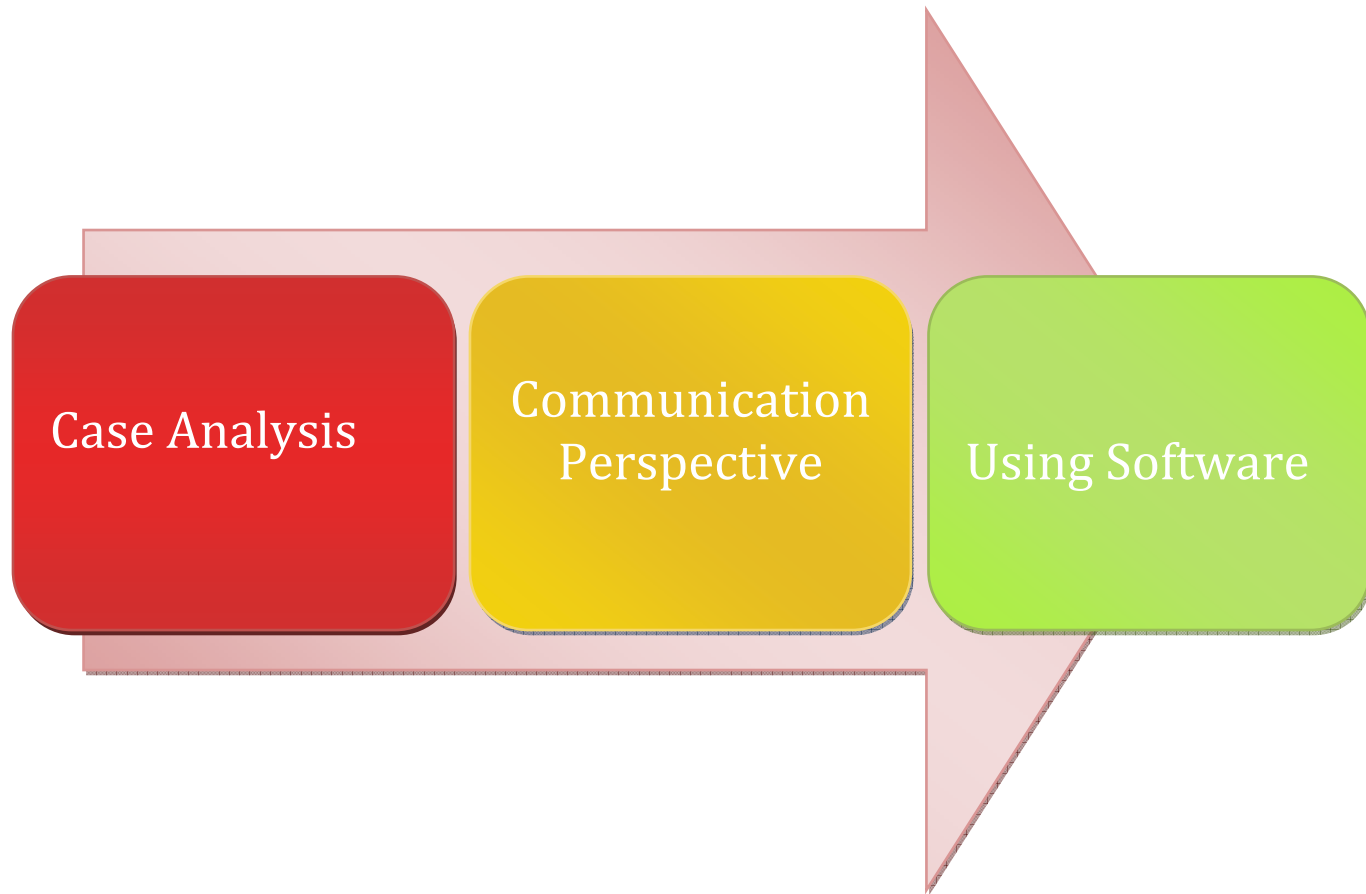 Case Analysis
Communication
Perspective
Using Software